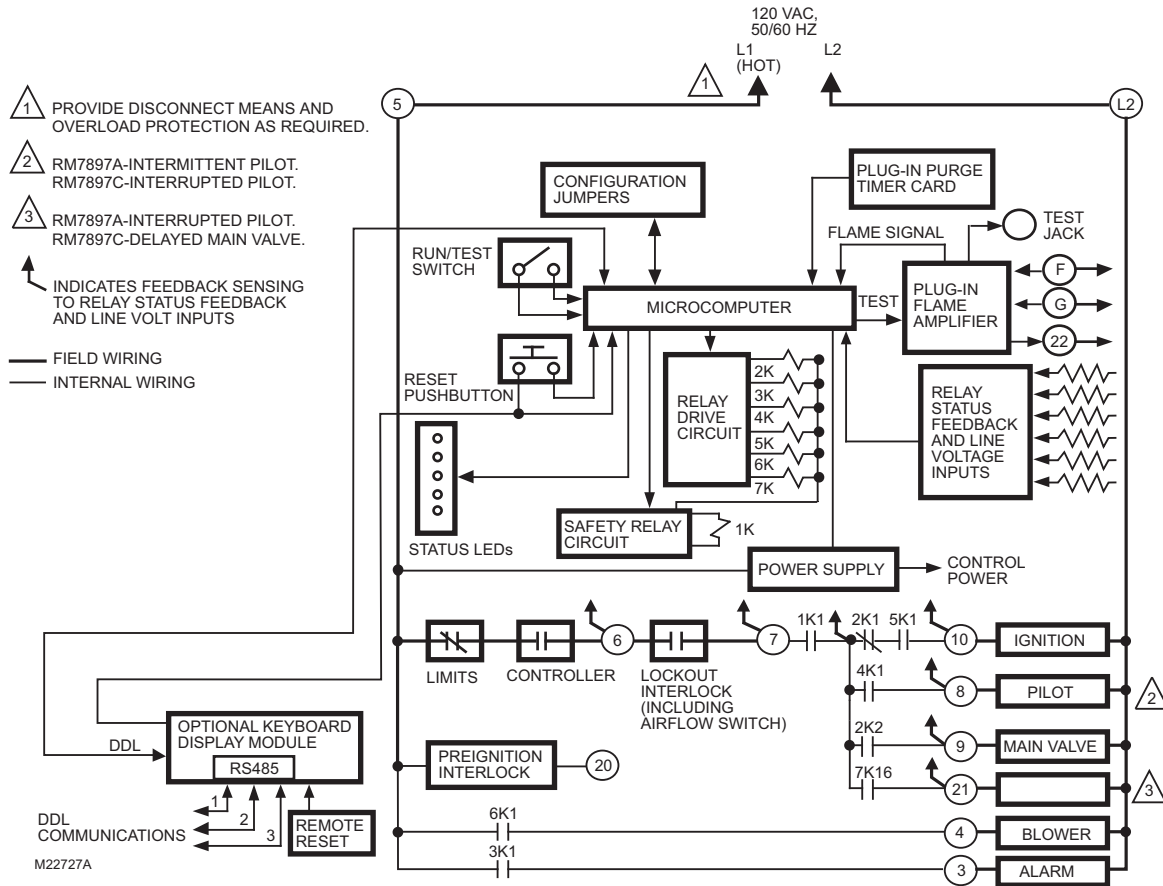 120 VAC,
50/60 HZ
L1
(HOT)
L2
1
5
L2
1
PROVIDE DISCONNECT MEANS AND
OVERLOAD PROTECTION AS REQUIRED.
2
RM7897A-INTERMITTENT PILOT.
RM7897C-INTERRUPTED PILOT.
3
RM7897A-INTERRUPTED PILOT.
RM7897C-DELAYED MAIN VALVE.
INDICATES FEEDBACK SENSING
TO RELAY STATUS FEEDBACK
AND LINE VOLT INPUTS
FIELD WIRING
INTERNAL WIRING
CONFIGURATION
JUMPERS
PLUG-IN PURGE
TIMER CARD
RUN/TEST
SWITCH
FLAME SIGNAL
TEST
JACK
MICROCOMPUTER
TEST
PLUG-IN
FLAME
AMPLIFIER
F
G
22
RESET
PUSHBUTTON
RELAY
DRIVE
CIRCUIT
2K
3K
4K
5K
6K
7K
RELAY
STATUS
FEEDBACK
AND LINE
VOLTAGE
INPUTS
STATUS LEDs
SAFETY RELAY
CIRCUIT
1K
POWER SUPPLY
CONTROL
POWER
LIMITS
CONTROLLER
6
LOCKOUT
INTERLOCK
(INCLUDING
AIRFLOW SWITCH)
7
1K1
2K1
5K1
10
IGNITION
4K1
8
PILOT
2
2K2
9
MAIN VALVE
7K16
21
3
OPTIONAL KEYBOARD
DISPLAY MODULE
DDL
RS485
PREIGNITION
INTERLOCK
20
1
2
3
DDL
COMMUNICATIONS
REMOTE
RESET
6K1
4
BLOWER
3K1
3
ALARM
M22727A